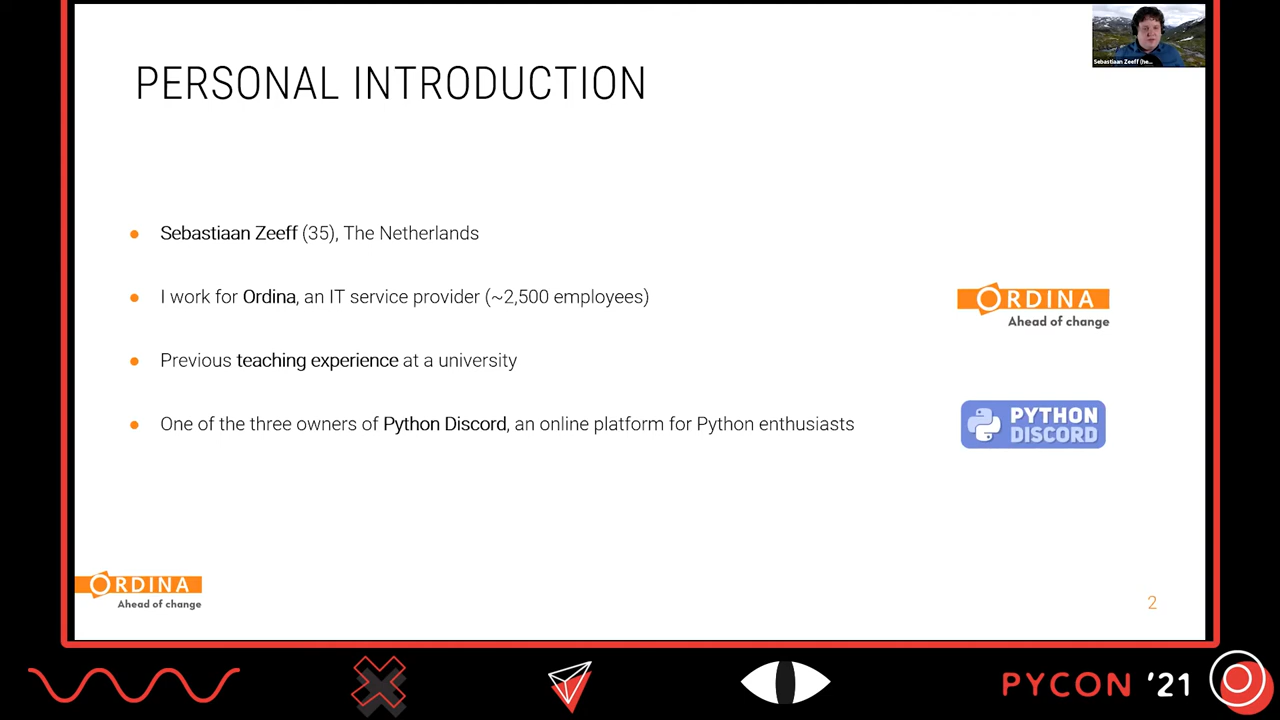 PERSONAL INTRODUCTION
Sebastiaan Zeeff (he...
Sebastiaan Zeeff (35), The Netherlands
I work for Ordina, an IT service provider (~2,500 employees)
ORDINA
Ahead of change
Previous teaching experience at a university
One of the three owners of Python Discord, an online platform for Python enthusiasts
PYTHON
DISCORD
ORDINA
Ahead of change
2
PYCON '21